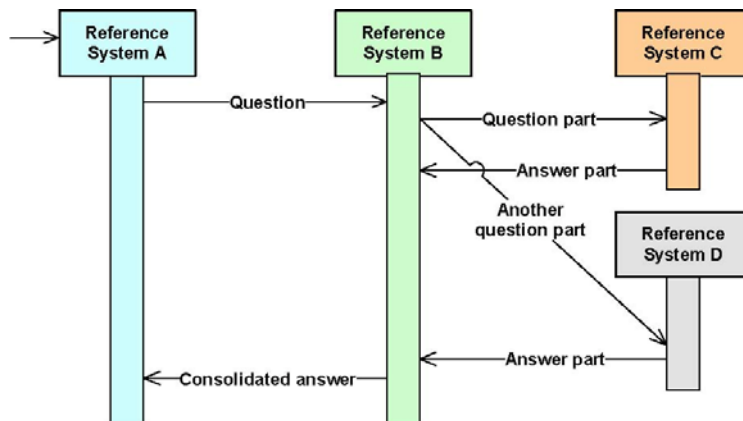 Reference
System A
Reference
System B
Reference
System C
Question
Question part
Answer part
Another
question part
Reference
System D
Answer part
Consolidated answer